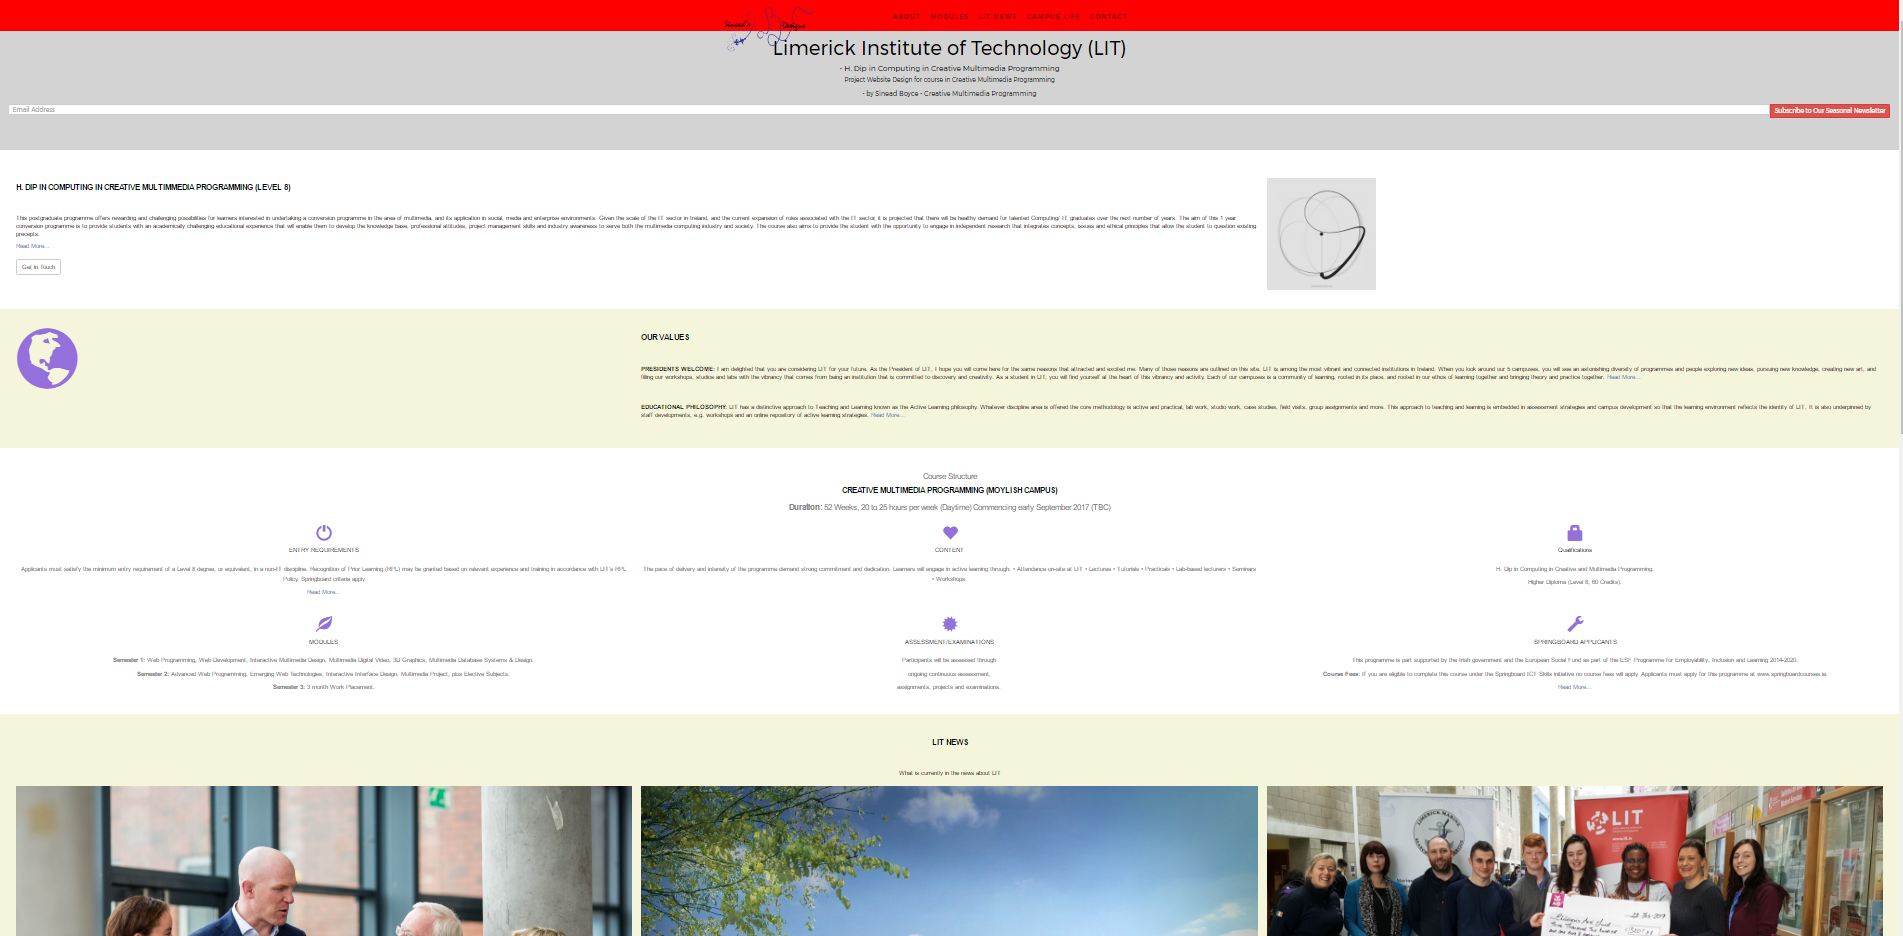 Sinead's Designs
ABOUT MODULES LIT NEWS CAMPUS LIFE CONTACT
Limerick Institute of Technology (LIT)
- H. Dip in Computing in Creative Multimedia Programming
Project Website Design for course in Creative Multimedia Programming
- by Sinead Boyce - Creative Multimedia Programming
Email Address
Subscribe to Our Seasonal Newsletter
H. DIP IN COMPUTING IN CREATIVE MULTIMMEDIA PROGRAMMING (LEVEL 8)
This postgraduate programme offers rewarding and challenging possibilities for learners interested in undertaking a conversion programme in the area of multimedia, and its application in social, media and enterprise environments. Given the scale of the IT sector in Ireland, and the current expansion of roles associated with the IT sector, it is projected that there will be healthy demand for talented Computing/ IT graduates over the next number of years. The aim of this 1 year
conversion programme is to provide students with an academically challenging educational experience that will enable them to develop the knowledge base, professional attitudes, project management skills and industry awareness to serve both the multimedia computing industry and society. The course also aims to provide the student with the opportunity to engage in independent research that integrates concepts, issues and ethical principles that allow the student to question existing
precepts.
Read More...
Get in Touch
OUR VALUES
PRESIDENTS WELCOME: I am delighted that you are considering LIT for your future. As the President of LIT, I hope you will come here for the same reasons that attracted and excited me. Many of those reasons are outlined on this site. LIT is among the most vibrant and connected institutions in Ireland. When you look around our 5 campuses, you will see an astonishing diversity of programmes and people exploring new ideas, pursuing new knowledge, creating new art, and
filling our workshops, studios and labs with the vibrancy that comes from being an institution that is committed to discovery and creativity. As a student in LIT, you will find yourself at the heart of this vibrancy and activity. Each of our campuses is a community of learning, rooted in its place, and rooted in our ethos of learning together and bringing theory and practice together. Read More...
EDUCATIONAL PHILOSOPHY: LIT has a distinctive approach to Teaching and Learning known as the Active Learning philosophy. Whatever discipline area is offered the core methodology is active and practical; lab work, studio work, case studies, field visits, group assignments and more. This approach to teaching and learning is embedded in assessment strategies and campus development so that the learning environment reflects the identity of LIT. It is also underpinned by
staff developments, e.g. workshops and an online repository of active learning strategies. Read More...
Course Structure
CREATIVE MULTIMEDIA PROGRAMMING (MOYLISH CAMPUS)
Duration: 52 Weeks, 20 to 25 hours per week (Daytime) Commencing early September 2017 (TBC)
ENTRY REQUIREMENTS
Applicants must satisfy the minimum entry requirement of a Level 8 degree, or equivalent, in a non-IT discipline. Recognition of Prior Learning (RPL) may be granted based on relevant experience and training in accordance with LIT's RPL
Policy. Springboard criteria apply
Read More...
CONTENT
The pace of delivery and intensity of the programme demand strong commitment and dedication. Learners will engage in active learning through: • Attendance on-site at LIT • Lectures • Tutorials • Practicals • Lab-based lecturers • Seminars
• Workshops.
Qualifications
H. Dip in Computing in Creative and Multimedia Programming.
Higher Diploma (Level 8, 60 Credits).
MODULES
Semester 1: Web Programming, Web Development, Interactive Multimedia Design, Multimedia Digital Video, 3D Graphics, Multimedia Database Systems & Design.
Semester 2: Advanced Web Programming, Emerging Web Technologies, Interactive Interface Design, Multimedia Project, plus Elective Subjects.
Semester 3: 3 month Work Placement.
ASSESSMENT/EXAMINATIONS
Participants will be assessed through
ongoing continuous assessment,
assignments, projects and examinations.
SPRINGBOARD APPLICANTS
This programme is part supported by the Irish government and the European Social Fund as part of the ESF Programme for Employability, Inclusion and Learning 2014-2020.
Course Fees: If you are eligible to complete this course under the Springboard ICT Skills initiative no course fees will apply. Applicants must apply for this programme at www.springboardcourses.ie.
Read More...
LIT NEWS
What is currently in the news about LIT
LIMERICK MARINE
LIT